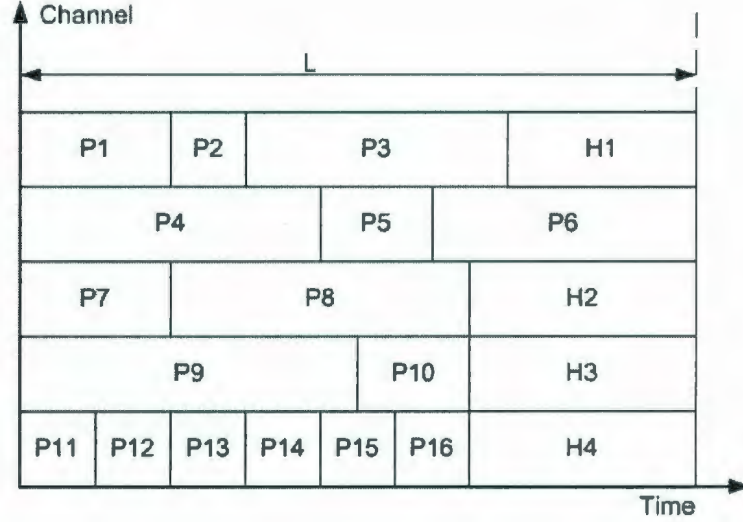 Channel
L
P1 P2 P3 H1
P4 P5 P6
P7 P8 H2
P9 P10 H3
P11 P12 P13 P14 P15 P16 H4
Time